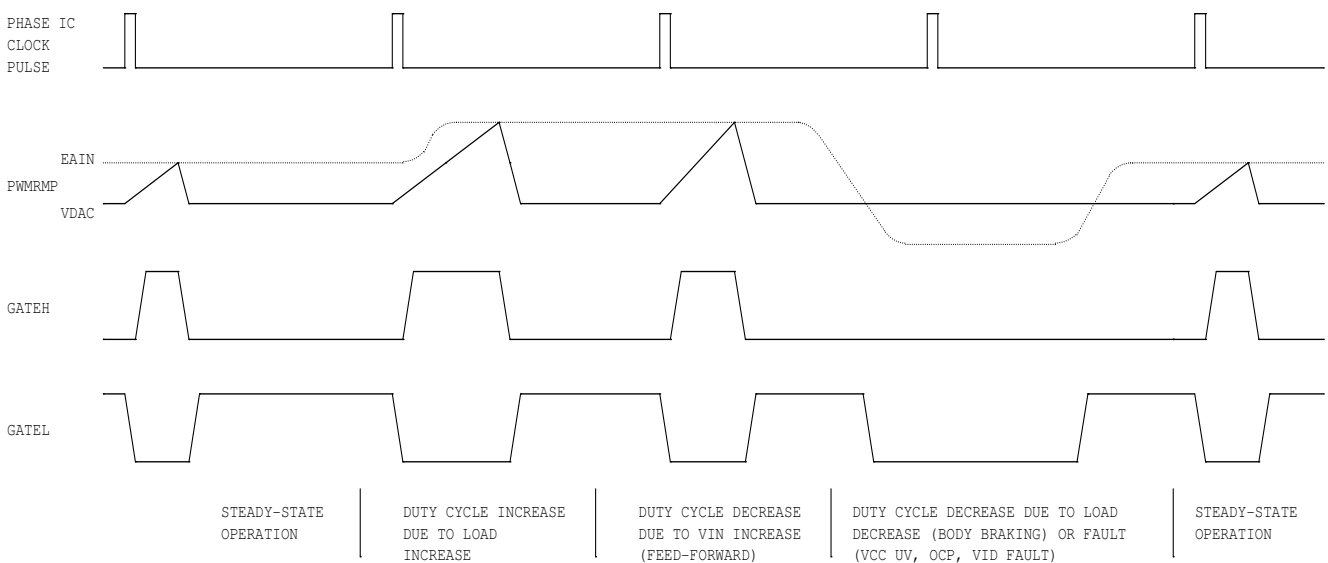 PHASE IC
CLOCK
PULSE
EAIN
PWMRMP
VDAC
GATEH
GATEL
STEADY-STATE
OPERATION
DUTY CYCLE INCREASE
DUE TO LOAD
INCREASE
DUTY CYCLE DECREASE
DUE TO VIN INCREASE
(FEED-FORWARD)
DUTY CYCLE DECREASE DUE TO LOAD
DECREASE (BODY BRAKING) OR FAULT
(VCC UV, OCP, VID FAULT)
STEADY-STATE
OPERATION